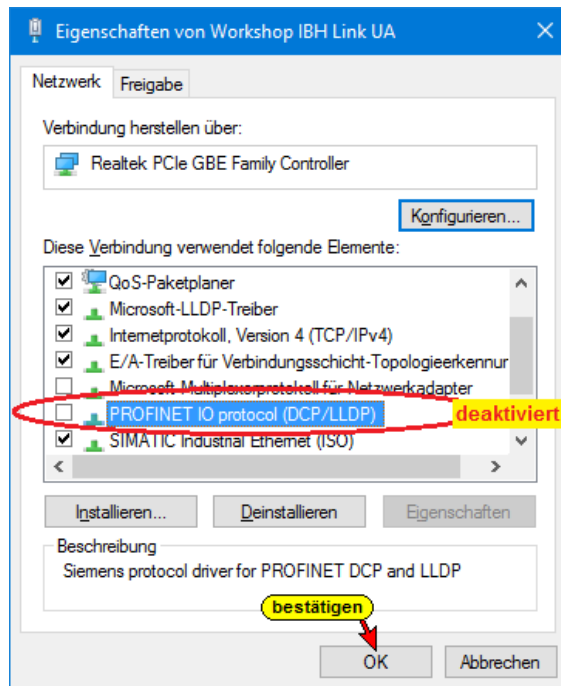 Eigenschaften von Workshop IBH Link UA
Netzwerk Freigabe
Verbindung herstellen über:
Realtek PCIe GBE Family Controller
Konfigurieren...
Diese Verbindung verwendet folgende Elemente:
QoS-Paketplaner
Microsoft-LLDP-Treiber
Internetprotokoll, Version 4 (TCP/IPv4)
E/A-Treiber für Verbindungsschicht-Topologieerkennur
Microsoft-Multiplexorprotokoll für Netzwerkadapter
PROFINET IO protocol (DCP/LLDP) deaktiviert
SIMATIC Industrial Ethernet (ISO)
Installieren... Deinstallieren Eigenschaften
Beschreibung
Siemens protocol driver for PROFINET DCP and LLDP
bestätigen
OK Abbrechen